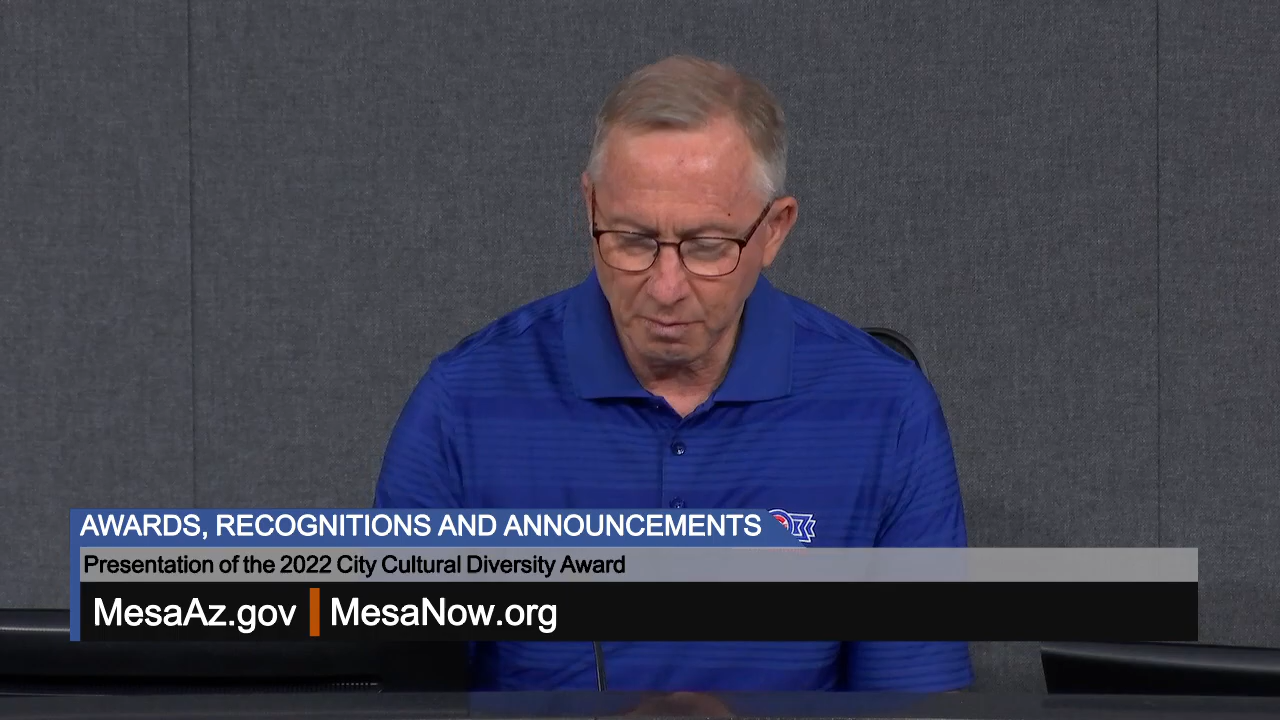 AWARDS, RECOGNITIONS AND ANNOUNCEMENTS
Presentation of the 2022 City Cultural Diversity Award
MesaAz.gov | MesaNow.org